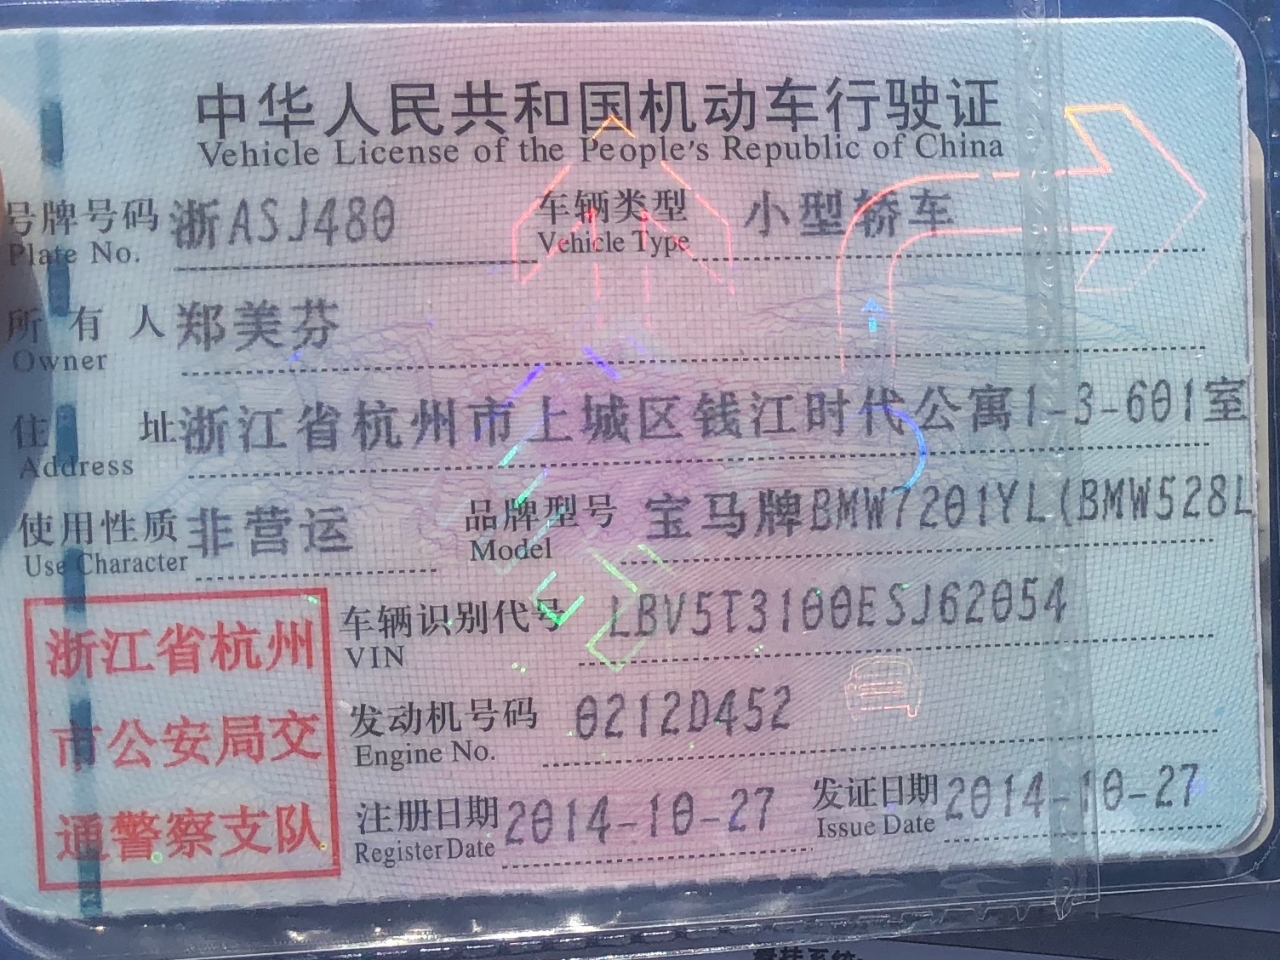 中华人民共和国机动车行驶证
Vehicle License of the People's Republic of China
号牌号码 浙ASJ480 车辆类型 小型轿车
Plate No. Vehicle Type
所有人 郑美芬
Owner
住址 浙江省杭州市上城区钱江时代公寓1-3-601室
Address
使用性质 非营运 品牌型号 宝马牌BMW7201YL(BMW528L
Use Character Model
车辆识别代号 LBV5T3100ESJ62054
VIN
发动机号码 0212D452
Engine No.
注册日期 2014-10-27 发证日期 2014-10-27
Register Date Issue Date
浙江省杭州
市公安局交
通警察支队